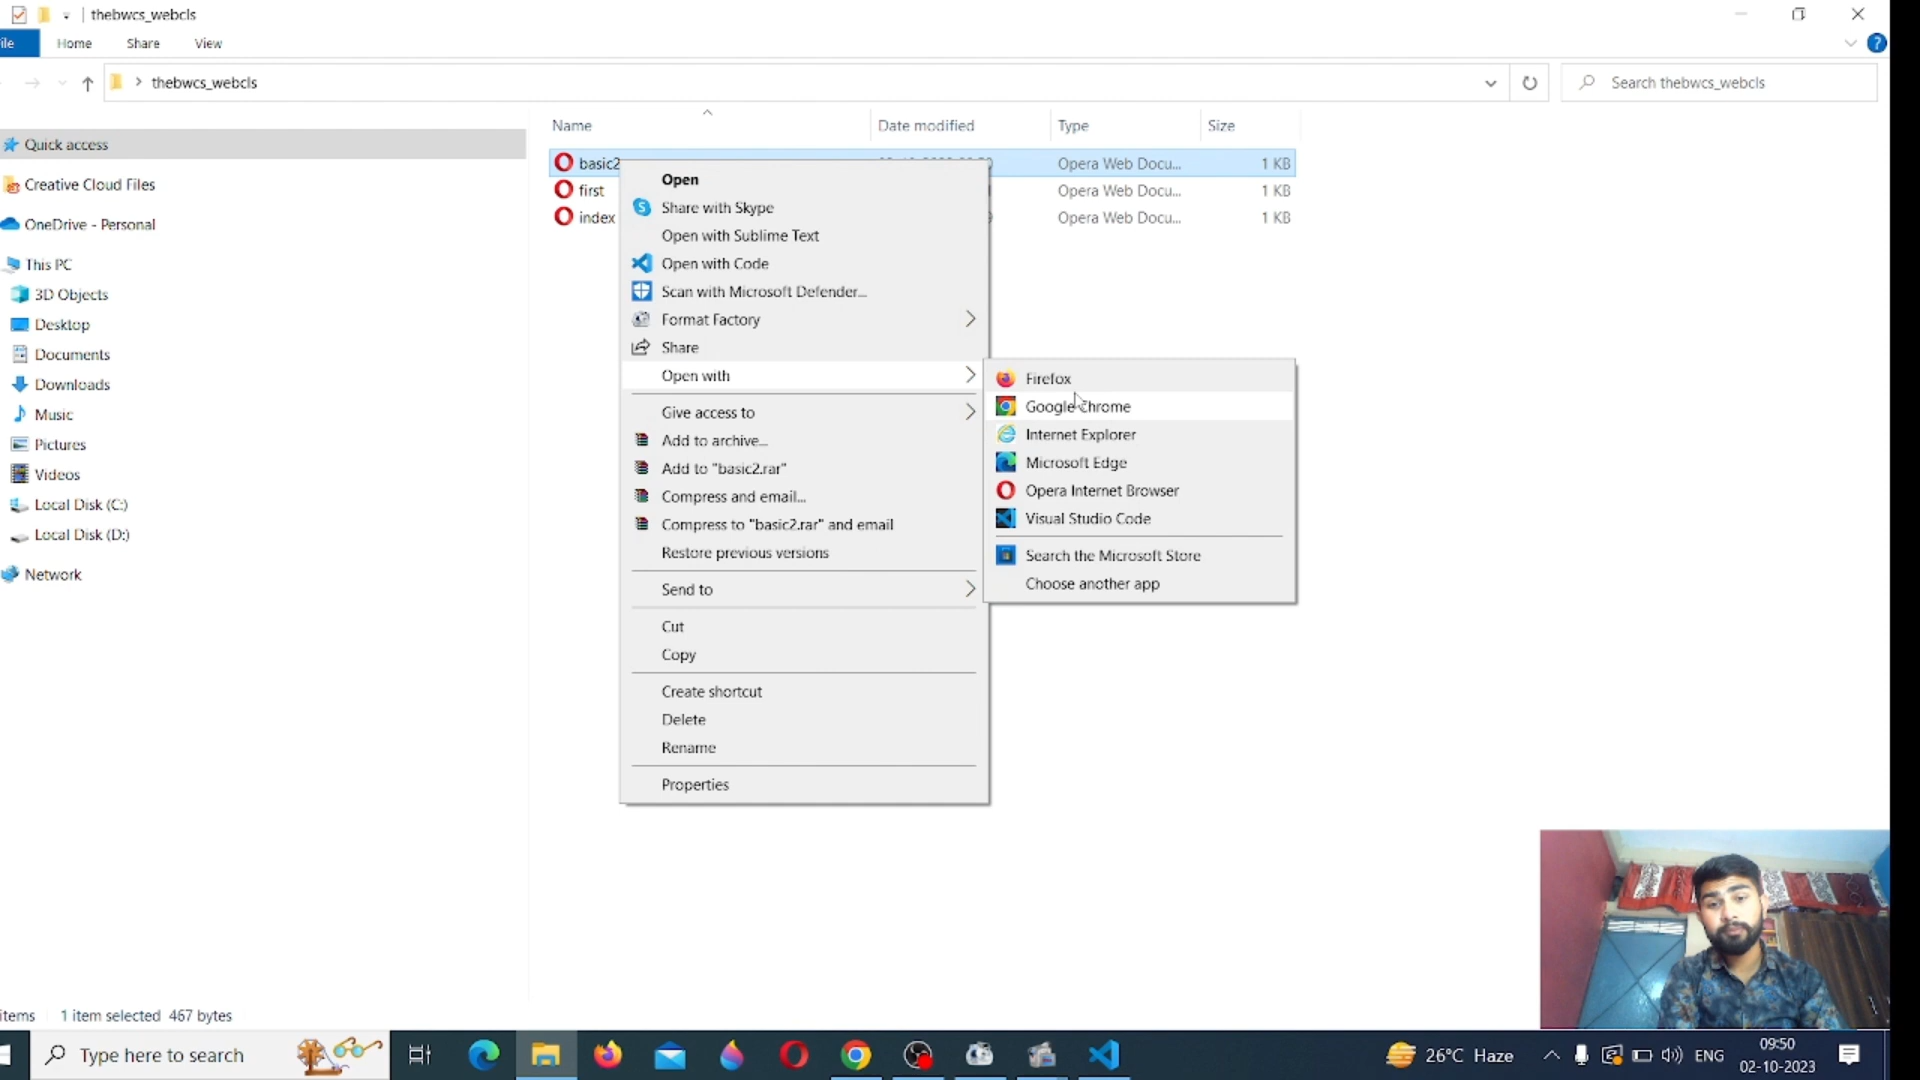 thebwcs_webcls
ile
Home
Share
View
thebwcs_webcls
Search thebwcs_webcls
Name
Date modified
Type
Size
Quick access
Creative Cloud Files
OneDrive - Personal
This PC
3D Objects
Desktop
Documents
Downloads
Music
Pictures
Videos
Local Disk (C:)
Local Disk (D:)
Network
basic2
Opera Web Docu...
1 KB
first
Opera Web Docu...
1 KB
index
Opera Web Docu...
1 KB
Open
Share with Skype
Open with Sublime Text
Open with Code
Scan with Microsoft Defender...
Format Factory
Share
Open with
Give access to
Add to archive...
Add to "basic2.rar"
Compress and email...
Compress to "basic2.rar" and email
Restore previous versions
Send to
Cut
Copy
Create shortcut
Delete
Rename
Properties
Firefox
Google Chrome
Internet Explorer
Microsoft Edge
Opera Internet Browser
Visual Studio Code
Search the Microsoft Store
Choose another app
items
1 item selected 467 bytes
Type here to search
26°C Haze
ENG
09:50
02-10-2023